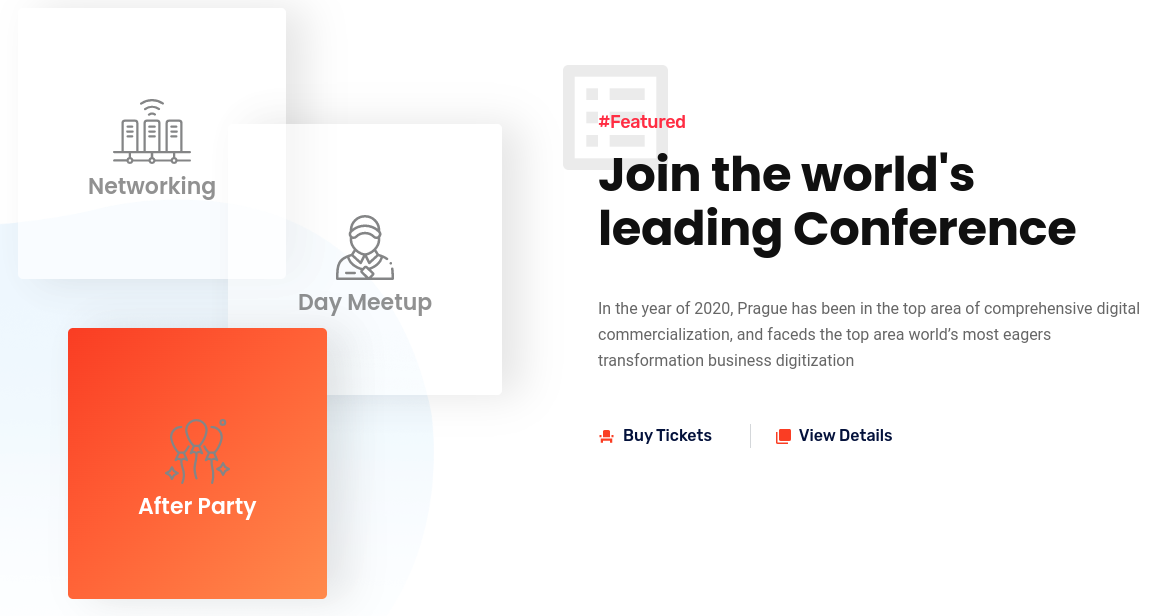 Networking
Day Meetup
After Party
#Featured
Join the world's
leading Conference
In the year of 2020, Prague has been in the top area of comprehensive digital
commercialization, and faceds the top area world’s most eagers
transformation business digitization
Buy Tickets
View Details